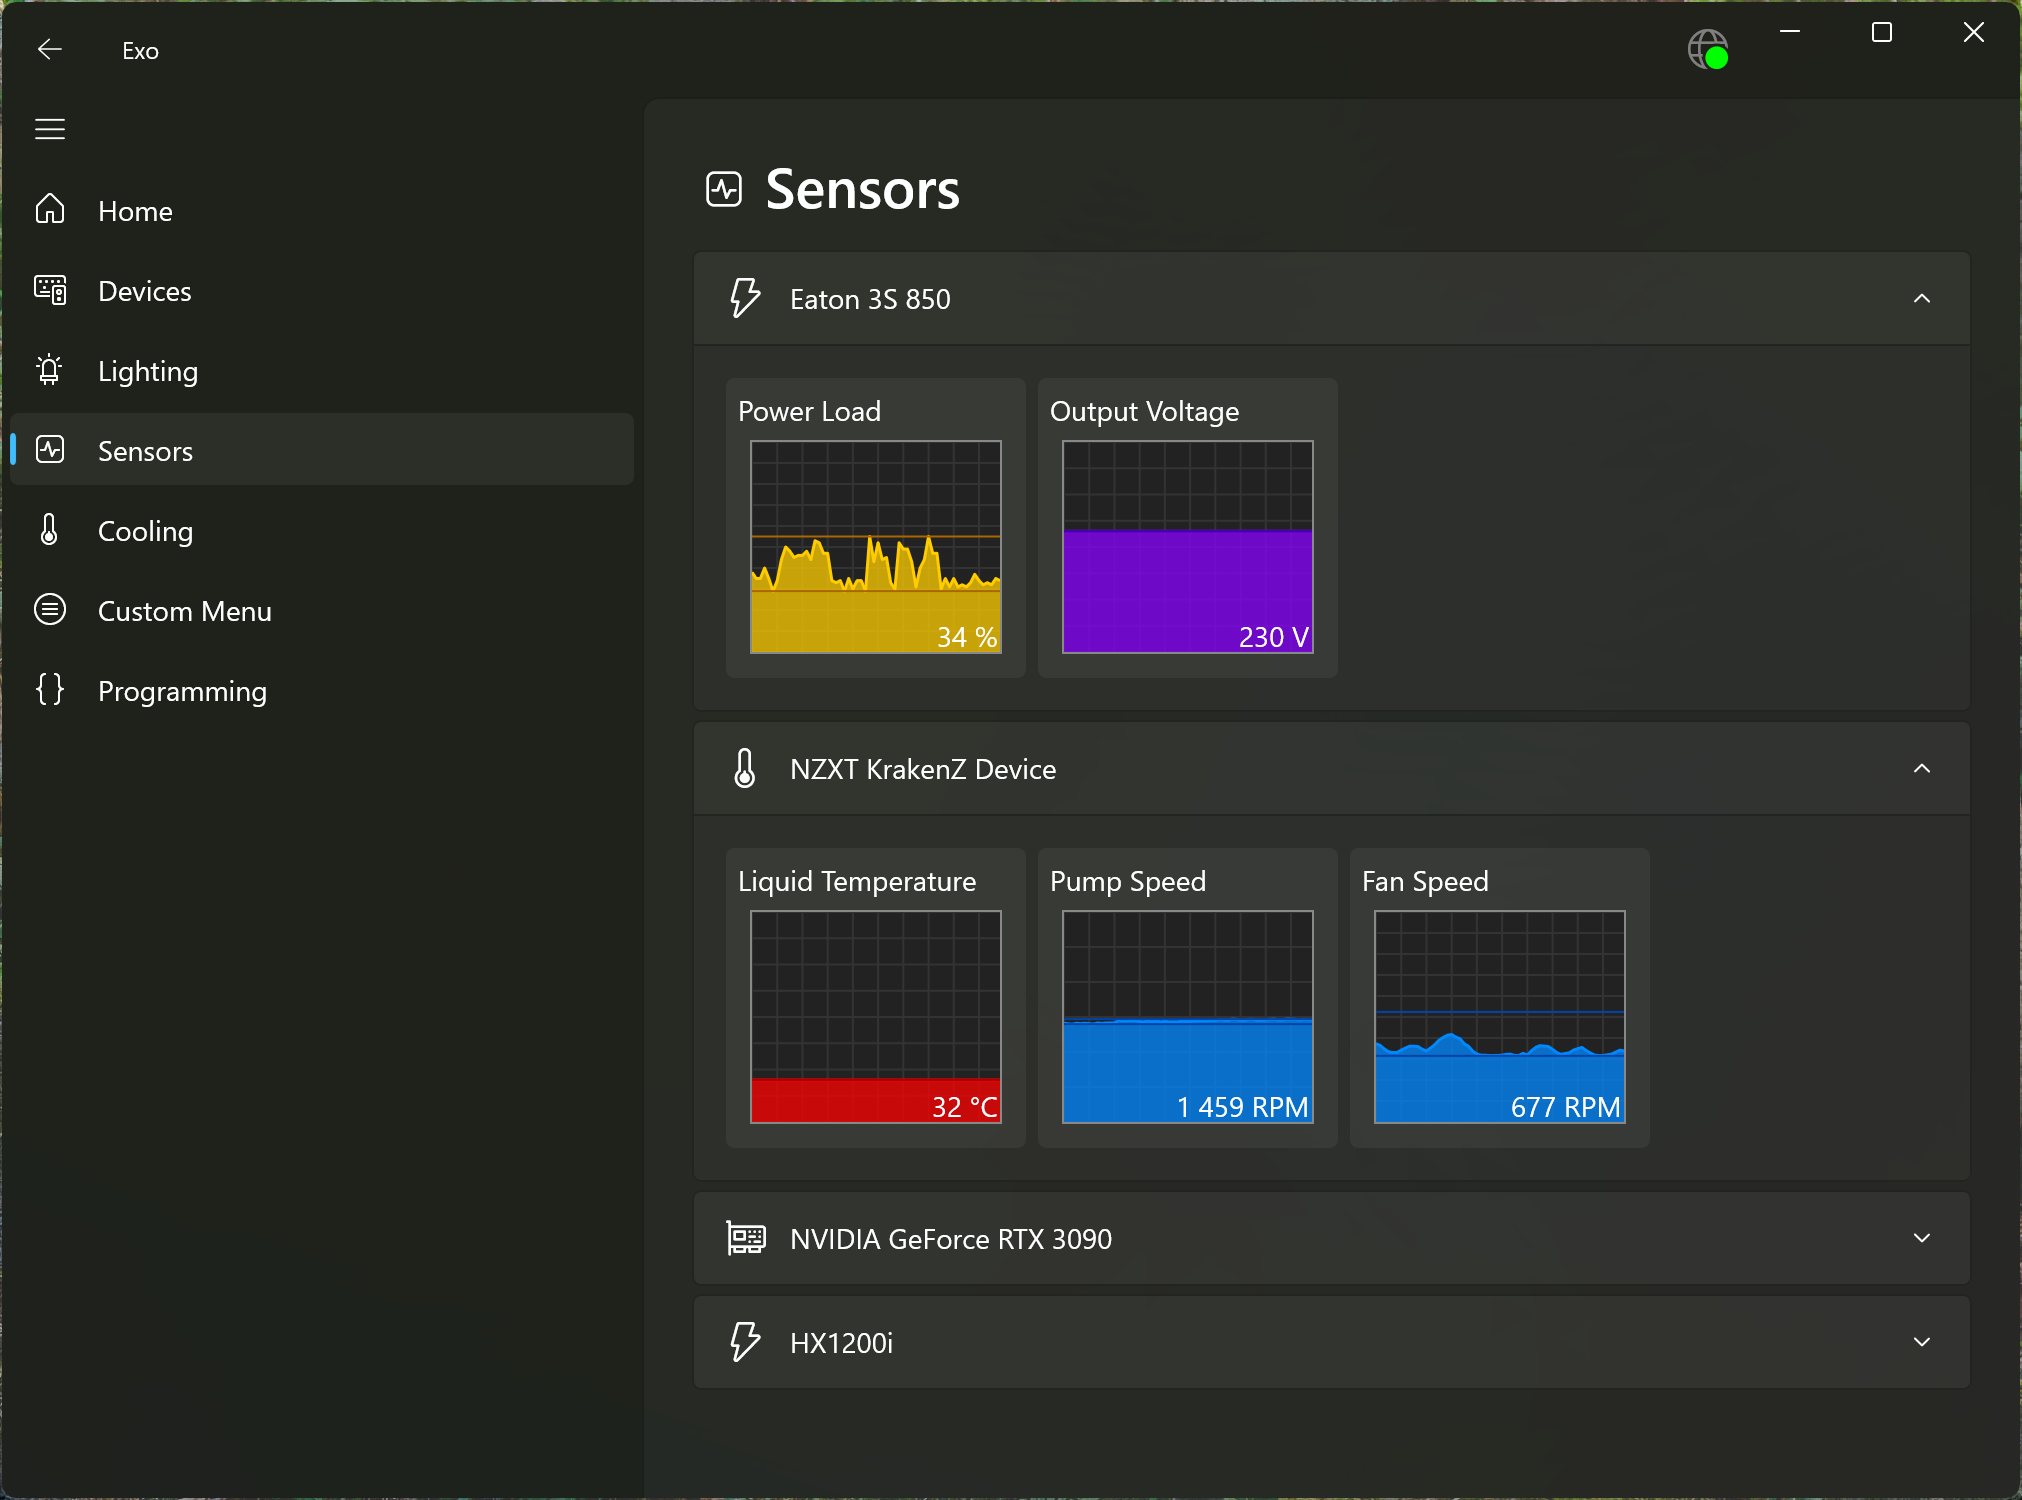 Exo
Home
Devices
Lighting
Sensors
Cooling
Custom Menu
Programming
Sensors
Eaton 3S 850
Power Load
Output Voltage
34 %
230 V
NZXT KrakenZ Device
Liquid Temperature
Pump Speed
Fan Speed
32 °C
1 459 RPM
677 RPM
NVIDIA GeForce RTX 3090
HX1200i